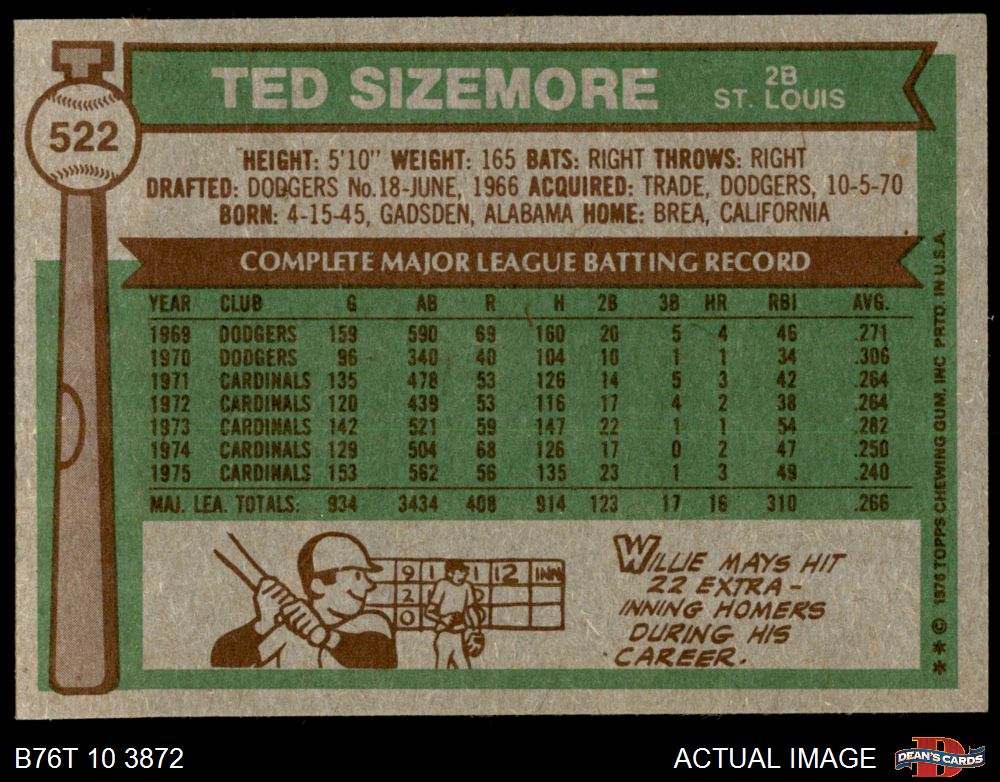 TED SIZEMORE
2B
ST. LOUIS
522
HEIGHT: 5'10" WEIGHT: 165 BATS: RIGHT THROWS: RIGHT
DRAFTED: DODGERS No.18-JUNE, 1966 ACQUIRED: TRADE, DODGERS, 10-5-70
BORN: 4-15-45, GADSDEN, ALABAMA HOME: BREA, CALIFORNIA
COMPLETE MAJOR LEAGUE BATTING RECORD
YEAR CLUB G AB R H 2B 3B HR RBI AVG.
1969 DODGERS 159 590 69 160 20 5 4 46 .271
1970 DODGERS 96 340 40 104 10 1 1 34 .306
1971 CARDINALS 135 478 53 126 14 5 3 42 .264
1972 CARDINALS 120 439 53 116 17 4 2 38 .264
1973 CARDINALS 142 521 59 147 22 1 1 54 .282
1974 CARDINALS 129 504 68 126 17 0 2 47 .250
1975 CARDINALS 153 562 56 135 23 1 3 49 .240
MAJ. LEA. TOTALS: 934 3434 408 914 123 17 16 310 .266
9 1 1 12 INN
2
0
WILLIE MAYS HIT
22 EXTRA-
INNING HOMERS
DURING HIS
CAREER.
** © 1976 TOPPS CHEWING GUM, INC PRTD. IN U.S.A.
B76T 10 3872
ACTUAL IMAGE
D
DEAN'S CARDS